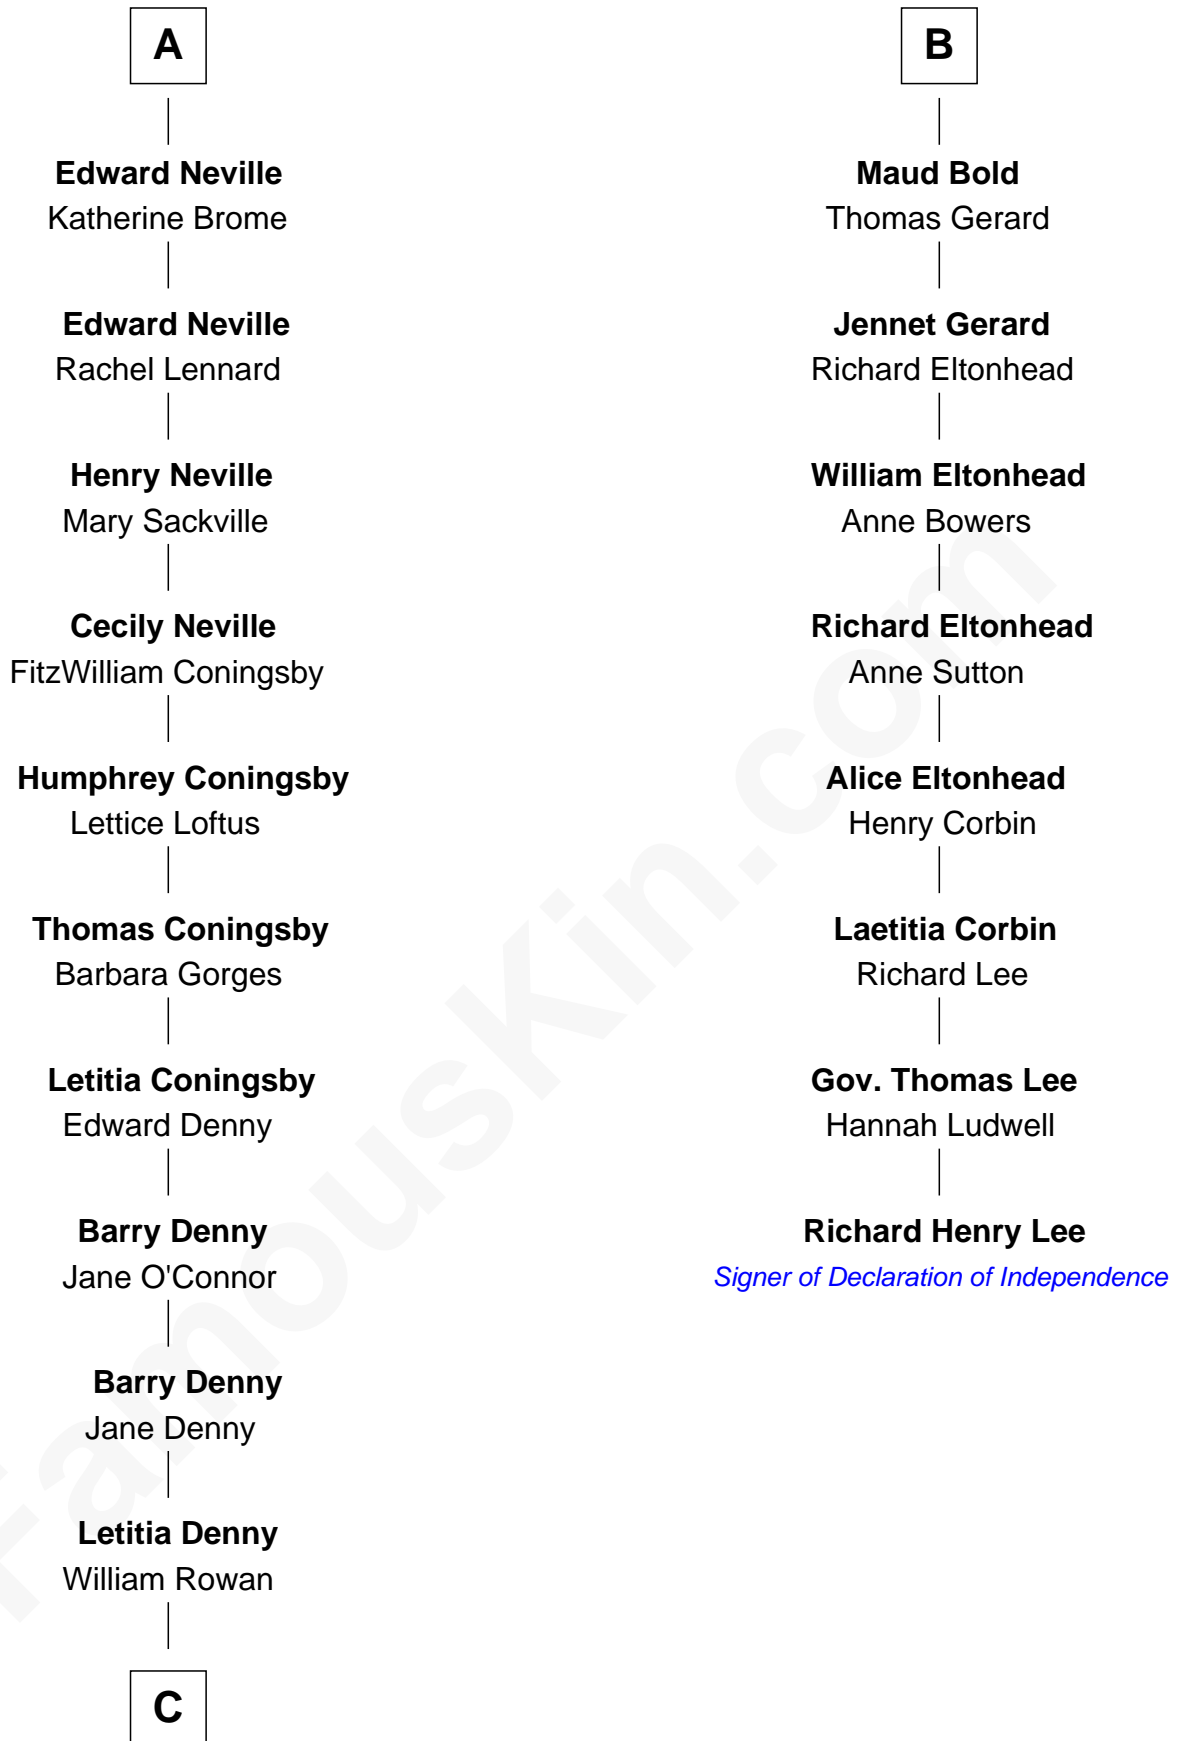 A
Edward Neville
Katherine Brome
Edward Neville
Rachel Lennard
Henry Neville
Mary Sackville
Cecily Neville
FitzWilliam Coningsby
Humphrey Coningsby
Lettice Loftus
Thomas Coningsby
Barbara Gorges
Letitia Coningsby
Edward Denny
Barry Denny
Jane O'Connor
Barry Denny
Jane Denny
Letitia Denny
William Rowan
C
B
Maud Bold
Thomas Gerard
Jennet Gerard
Richard Eltonhead
William Eltonhead
Anne Bowers
Richard Eltonhead
Anne Sutton
Alice Eltonhead
Henry Corbin
Laetitia Corbin
Richard Lee
Gov. Thomas Lee
Hannah Ludwell
Richard Henry Lee
Signer of Declaration of Independence
FamousKin.com